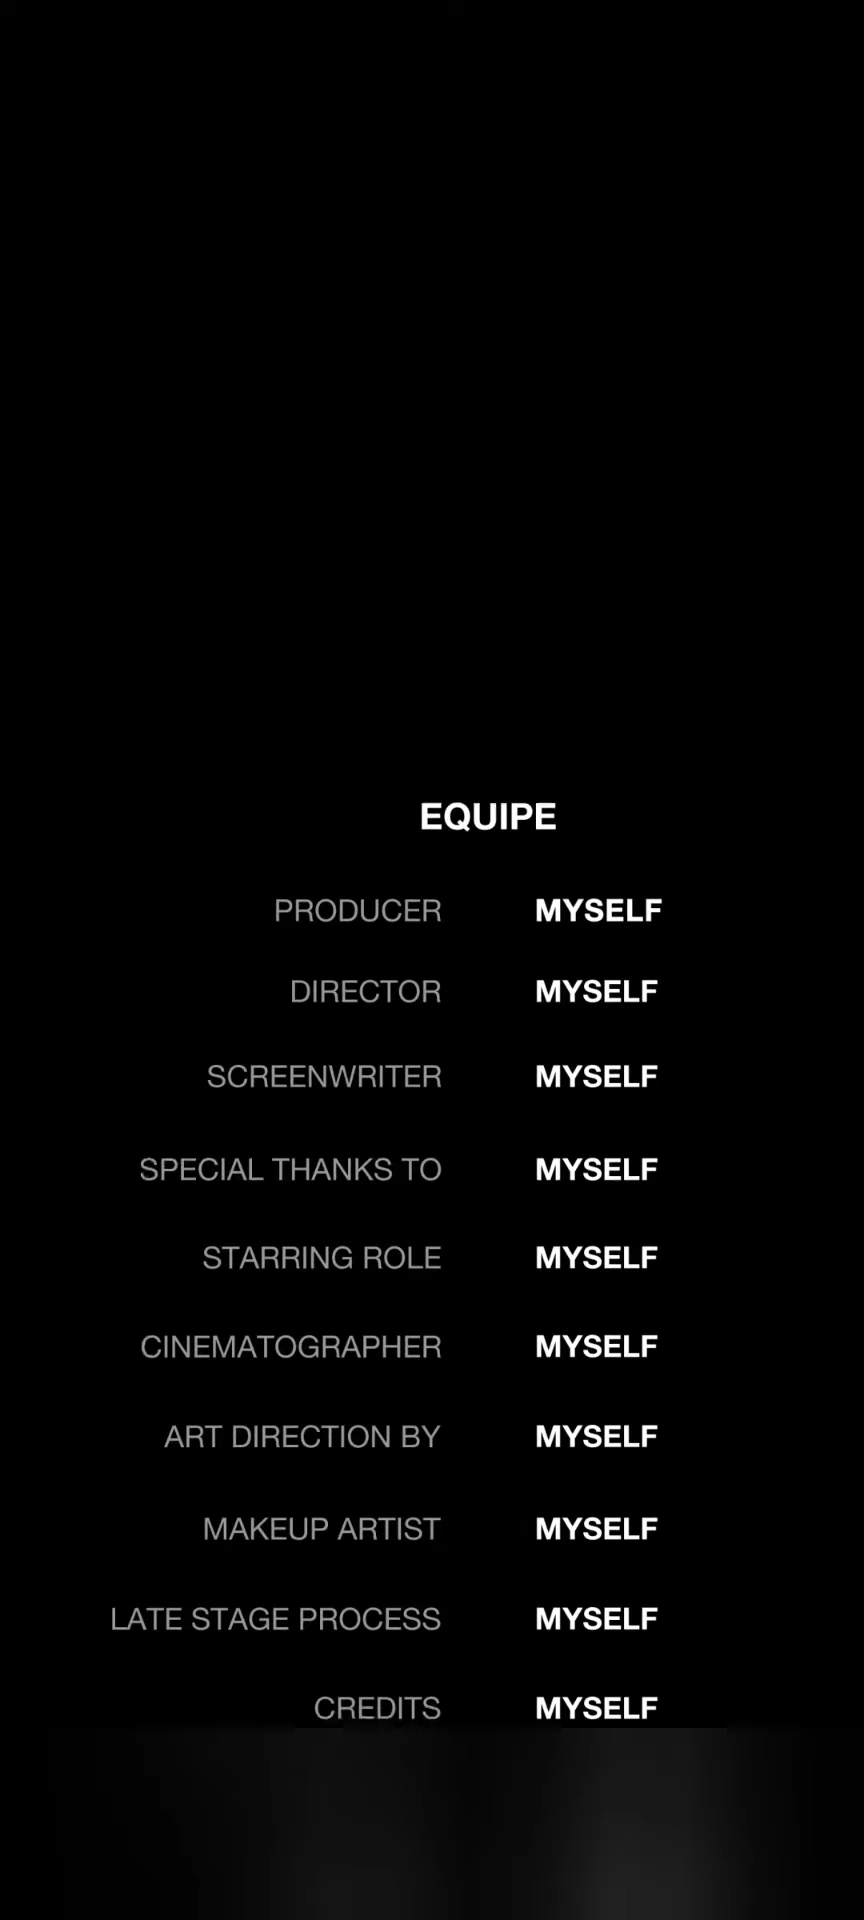 EQUIPE
PRODUCER MYSELF
DIRECTOR MYSELF
SCREENWRITER MYSELF
SPECIAL THANKS TO MYSELF
STARRING ROLE MYSELF
CINEMATOGRAPHER MYSELF
ART DIRECTION BY MYSELF
MAKEUP ARTIST MYSELF
LATE STAGE PROCESS MYSELF
CREDITS MYSELF